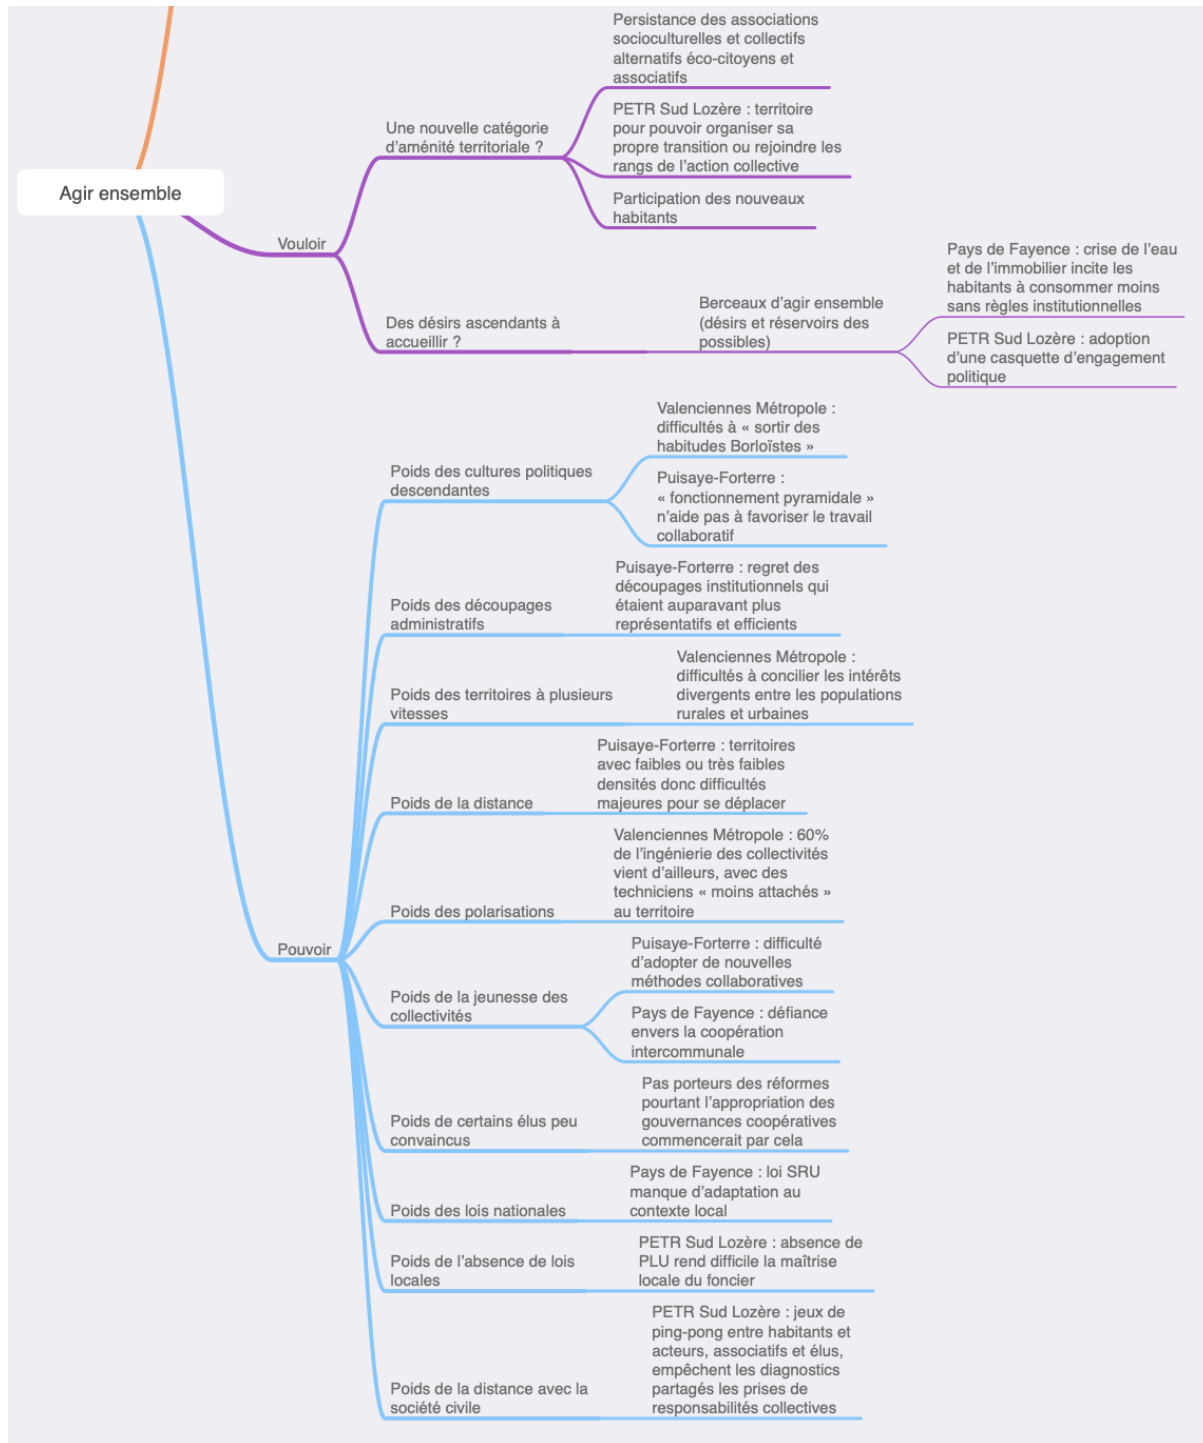 Agir ensemble
Vouloir
Une nouvelle catégorie
d’aménité territoriale ?
Persistance des associations
socioculturelles et collectifs
alternatifs éco-citoyens et
associatifs
PETR Sud Lozère : territoire
pour pouvoir organiser sa
propre transition ou rejoindre les
rangs de l’action collective
Participation des nouveaux
habitants
Des désirs ascendants à
accueillir ?
Berceaux d’agir ensemble
(désirs et réservoirs des
possibles)
Pays de Fayence : crise de l’eau
et de l’immobilier incite les
habitants à consommer moins
sans règles institutionnelles
PETR Sud Lozère : adoption
d’une casquette d’engagement
politique
Pouvoir
Poids des cultures politiques
descendantes
Valenciennes Métropole :
difficultés à « sortir des
habitudes Borloïstes »
Puisaye-Forterre :
« fonctionnement pyramidale »
n’aide pas à favoriser le travail
collaboratif
Poids des découpages
administratifs
Puisaye-Forterre : regret des
découpages institutionnels qui
étaient auparavant plus
représentatifs et efficients
Poids des territoires à plusieurs
vitesses
Valenciennes Métropole :
difficultés à concilier les intérêts
divergents entre les populations
rurales et urbaines
Poids de la distance
Puisaye-Forterre : territoires
avec faibles ou très faibles
densités donc difficultés
majeures pour se déplacer
Poids des polarisations
Valenciennes Métropole : 60%
de l’ingénierie des collectivités
vient d’ailleurs, avec des
techniciens « moins attachés »
au territoire
Poids de la jeunesse des
collectivités
Puisaye-Forterre : difficulté
d’adopter de nouvelles
méthodes collaboratives
Pays de Fayence : défiance
envers la coopération
intercommunale
Poids de certains élus peu
convaincus
Pas porteurs des réformes
pourtant l’appropriation des
gouvernances coopératives
commencerait par cela
Poids des lois nationales
Pays de Fayence : loi SRU
manque d’adaptation au
contexte local
Poids de l’absence de lois
locales
PETR Sud Lozère : absence de
PLU rend difficile la maîtrise
locale du foncier
Poids de la distance avec la
société civile
PETR Sud Lozère : jeux de
ping-pong entre habitants et
acteurs, associatifs et élus,
empêchent les diagnostics
partagés les prises de
responsabilités collectives